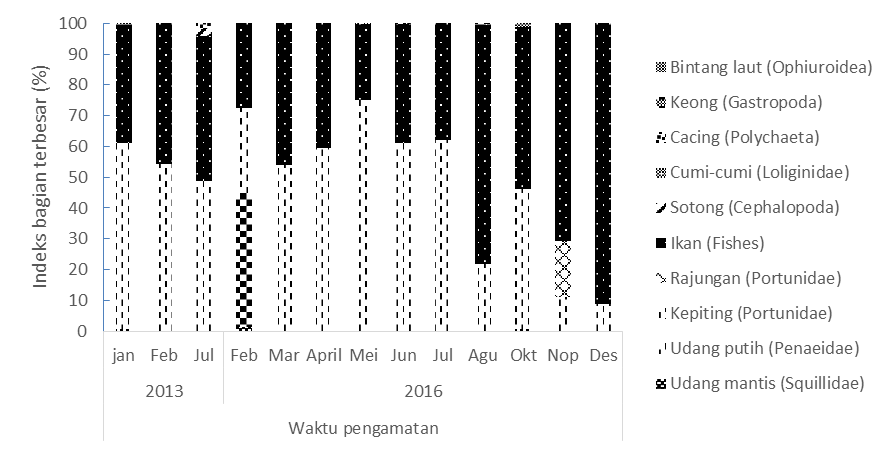 Indeks bagian terbesar (%)
100
90
80
70
60
50
40
30
20
10
0
jan Feb Jul Feb Mar April Mei Jun Jul Agu Okt Nop Des
2013 2016
Waktu pengamatan
Bintang laut (Ophiuroidea)
Keong (Gastropoda)
Cacing (Polychaeta)
Cumi-cumi (Loliginidae)
Sotong (Cephalopoda)
Ikan (Fishes)
Rajungan (Portunidae)
Kepiting (Portunidae)
Udang putih (Penaeidae)
Udang mantis (Squillidae)